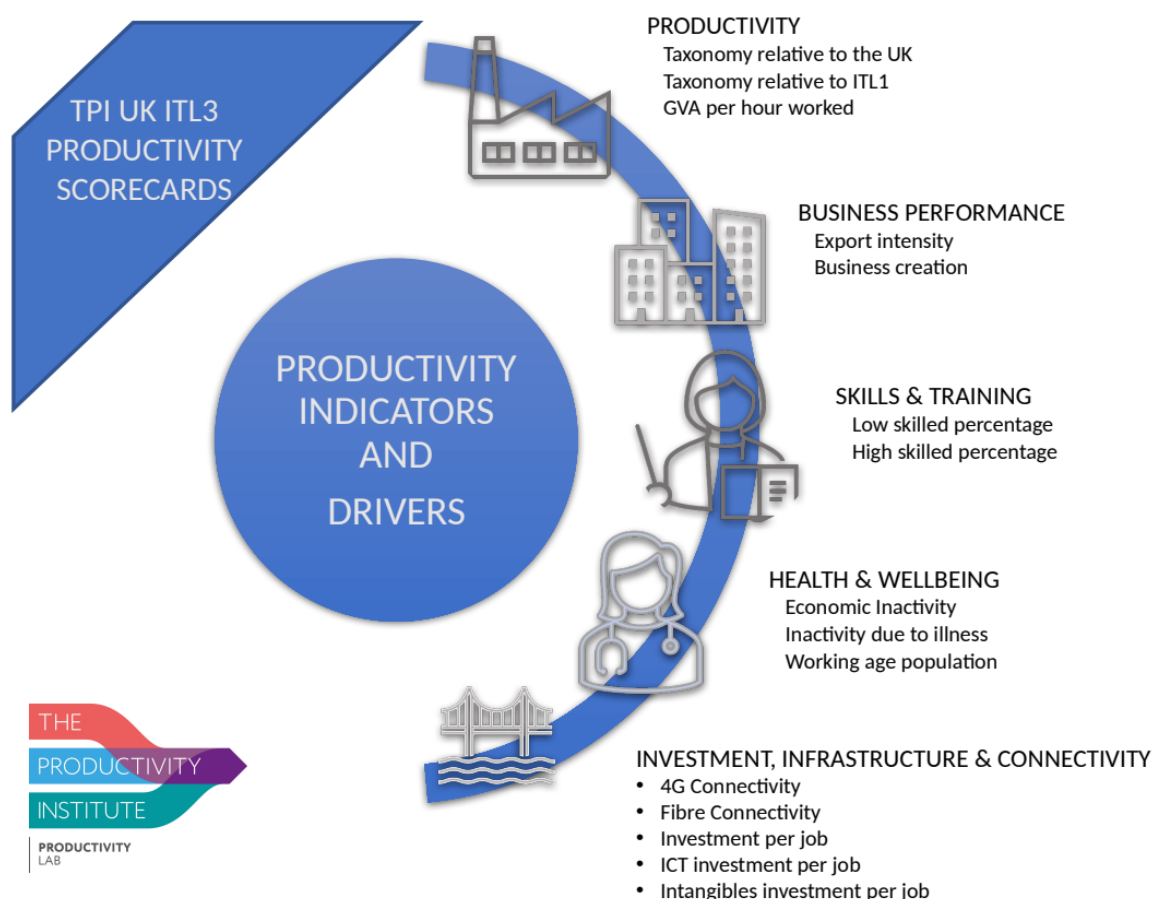 TPI UK ITL3
PRODUCTIVITY
SCORECARDS
PRODUCTIVITY
INDICATORS
AND
DRIVERS
PRODUCTIVITY
Taxonomy relative to the UK
Taxonomy relative to ITL1
GVA per hour worked
BUSINESS PERFORMANCE
Export intensity
Business creation
SKILLS & TRAINING
Low skilled percentage
High skilled percentage
HEALTH & WELLBEING
Economic Inactivity
Inactivity due to illness
Working age population
INVESTMENT, INFRASTRUCTURE & CONNECTIVITY
• 4G Connectivity
• Fibre Connectivity
• Investment per job
• ICT investment per job
• Intangibles investment per job
THE
PRODUCTIVITY
INSTITUTE
PRODUCTIVITY
LAB